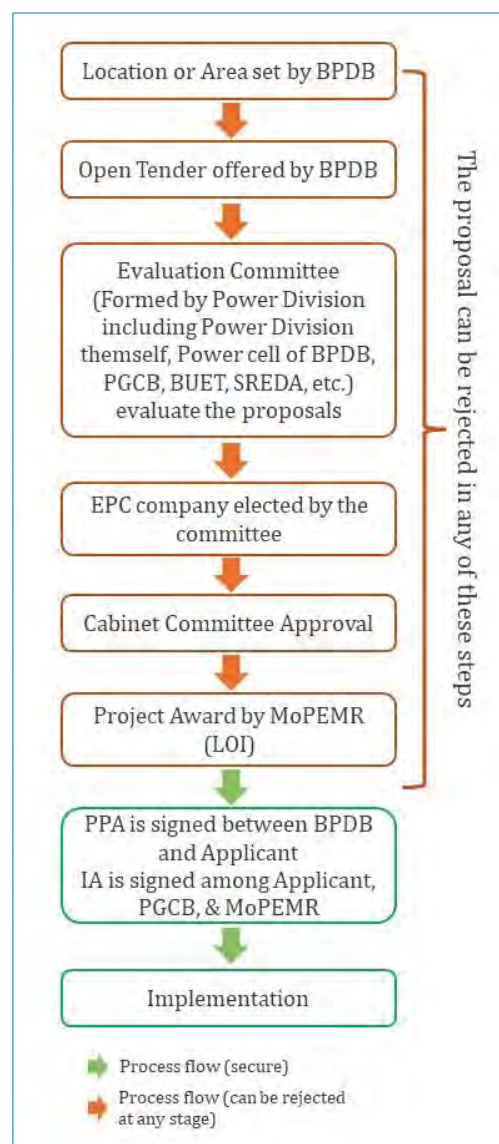 Location or Area set by BPDB
Open Tender offered by BPDB
Evaluation Committee
(Formed by Power Division
including Power Division
themself, Power cell of BPDB,
PGCB, BUET, SREDA, etc.)
evaluate the proposals
EPC company elected by the
committee
Cabinet Committee Approval
Project Award by MoPEMR
(LOI)
The proposal can be rejected in any of these steps
PPA is signed between BPDB
and Applicant
IA is signed among Applicant,
PGCB, & MoPEMR
Implementation
Process flow (secure)
Process flow (can be rejected
at any stage)